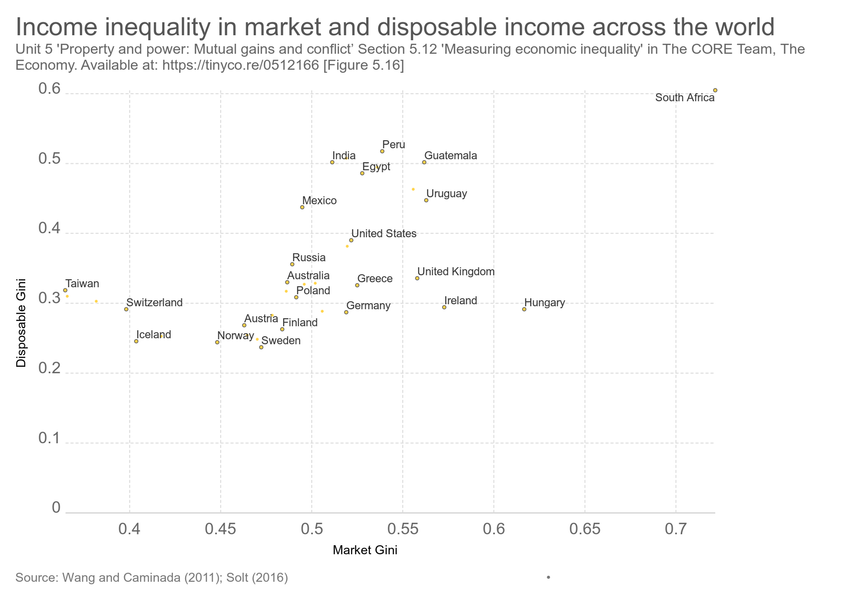 Income inequality in market and disposable income across the world
Unit 5 'Property and power: Mutual gains and conflict' Section 5.12 'Measuring economic inequality' in The CORE Team, The
Economy. Available at: https://tinyco.re/0512166 [Figure 5.16]
0.6
South Africa
Peru
India
Guatemala
0.5
Egypt
Uruguay
Mexico
0.4
United States
Russia
United Kingdom
Australia
Greece
Taiwan
Poland
0.3
Switzerland
Ireland
Hungary
Germany
Austria
Finland
Iceland
Norway
Sweden
Disposable Gini
0.2
0.1
0
0.4
0.45
0.5
0.55
0.6
0.65
0.7
Market Gini
Source: Wang and Caminada (2011); Solt (2016)